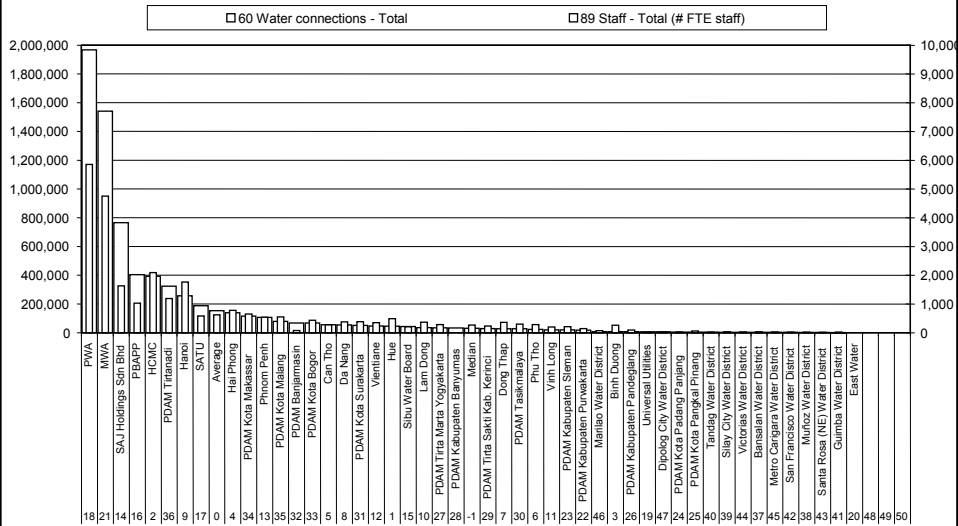 60 Water connections - Total
89 Staff - Total (# FTE staff)
2,000,000
1,800,000
1,600,000
1,400,000
1,200,000
1,000,000
800,000
600,000
400,000
200,000
0
10,000
9,000
8,000
7,000
6,000
5,000
4,000
3,000
2,000
1,000
0
PWA
MWA
SAJ Holdings Sdn Bhd
PBAPP
HCMC
PDAM Tirtanadi
Hanoi
SATU
Average
Hai Phong
PDAM Kota Makassar
Phnom Penh
PDAM Kota Malang
PDAM Banjarmasin
PDAM Kota Bogor
Can Tho
Da Nang
PDAM Kota Surakarta
Vientiane
Hue
Sibu Water Board
Lam Dong
PDAM Tirta Marta Yogyakarta
PDAM Kabupaten Banyumas
Median
PDAM Tirta Sakti Kab. Kerinci
Dong Thap
PDAM Tasikmalaya
Phu Tho
Vinh Long
PDAM Kabupaten Sleman
PDAM Kabupaten Purwakarta
Marilao Water District
Binh Duong
PDAM Kabupaten Pandegiang
Universal Utilities
Dipolog City Water District
PDAM Kota Padang Panjang
PDAM Kota Pangkal Pinang
Tandag Water District
Silay City Water District
Victorias Water District
Bansalan Water District
Metro Carigara Water District
San Francisco Water District
Muñoz Water District
Santa Rosa (NE) Water District
Guimba Water District
East Water
18 21 14 16 2 36 9 17 0 4 34 13 35 32 33 5 8 31 12 1 15 10 27 28 -1 29 7 30 6 11 23 22 46 3 26 19 47 24 25 40 39 44 37 45 42 38 43 41 20 48 49 50